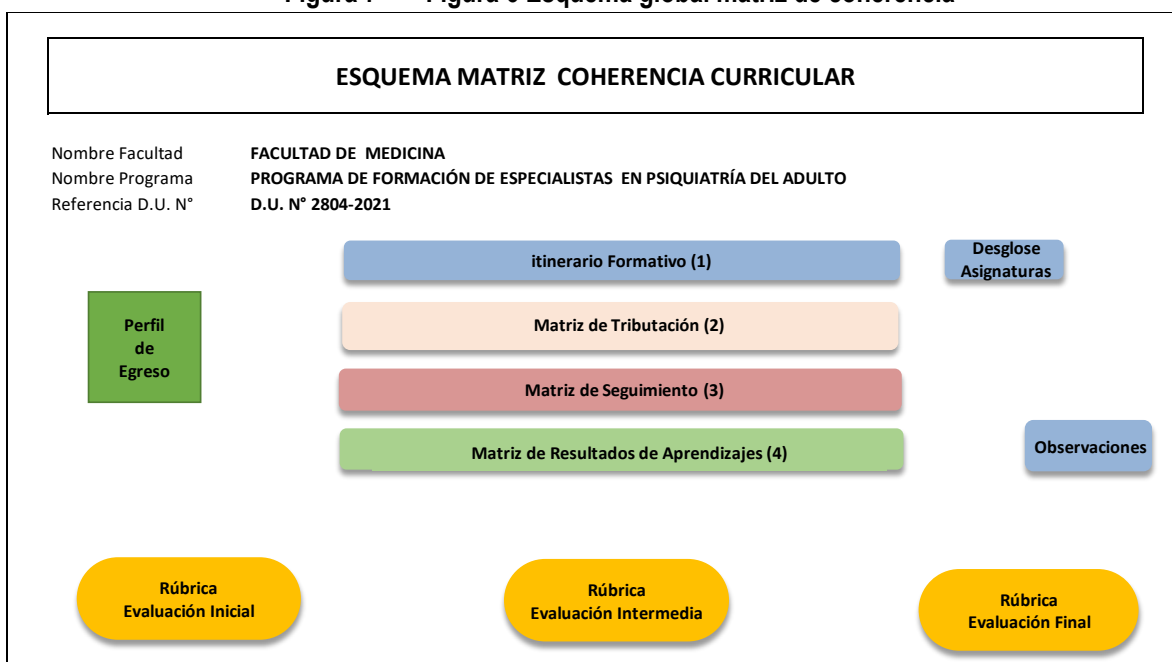 ESQUEMA MATRIZ COHERENCIA CURRICULAR
Nombre Facultad FACULTAD DE MEDICINA
Nombre Programa PROGRAMA DE FORMACIÓN DE ESPECIALISTAS EN PSIQUIATRÍA DEL ADULTO
Referencia D.U. N° D.U. N° 2804-2021
itinerario Formativo (1)
Desglose
Asignaturas
Perfil
de
Egreso
Matriz de Tributación (2)
Matriz de Seguimiento (3)
Matriz de Resultados de Aprendizajes (4)
Observaciones
Rúbrica
Evaluación Inicial
Rúbrica
Evaluación Intermedia
Rúbrica
Evaluación Final